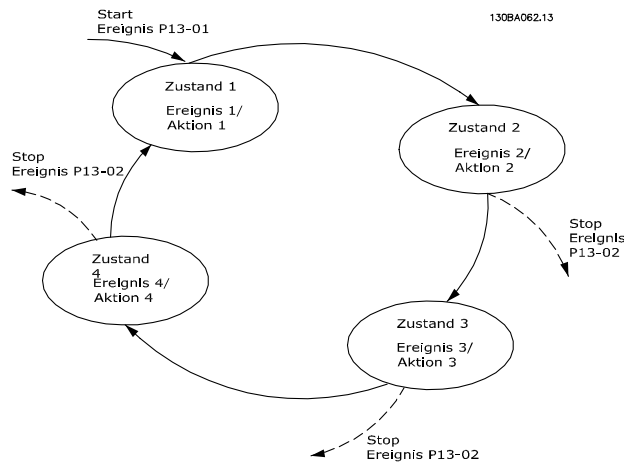 Start
Ereignis P13-01
130BA062.13
Zustand 1
Ereignis 1/
Aktion 1
Zustand 2
Ereignis 2/
Aktion 2
Stop
Ereignis P13-02
Stop
Ereignis
P13-02
Zustand
4
Ereignis 4/
Aktion 4
Zustand 3
Ereignis 3/
Aktion 3
Stop
Ereignis P13-02